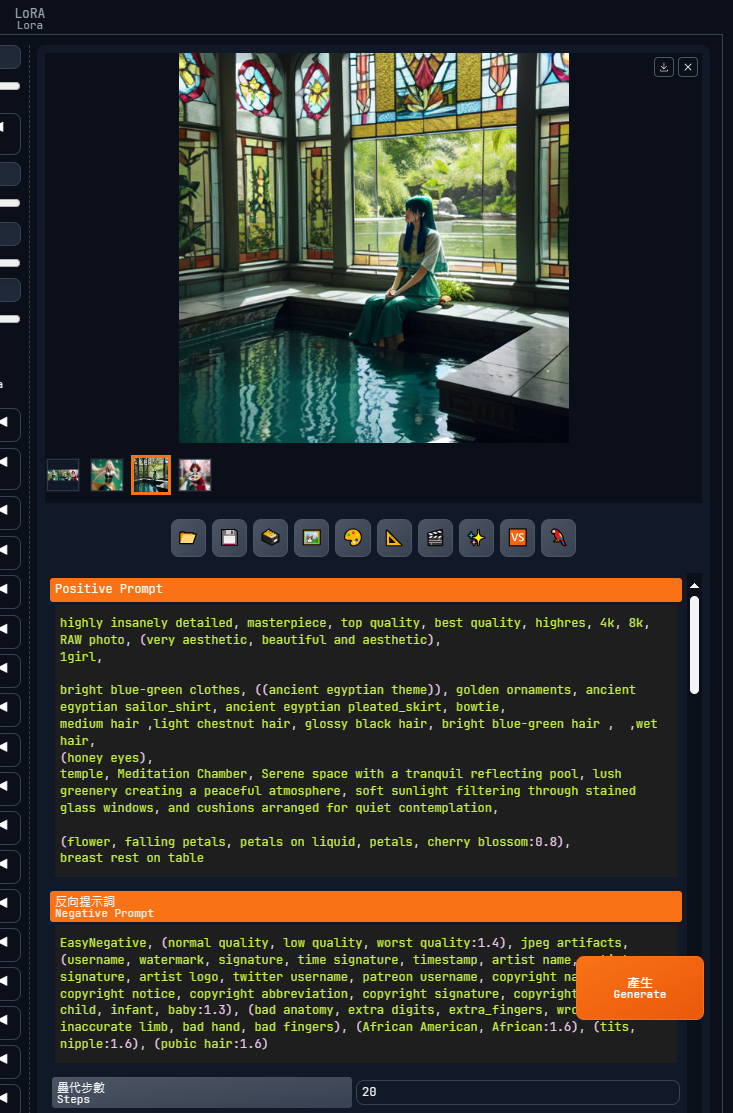 LoRA
Lora
VS
Positive Prompt
highly insanely detailed, masterpiece, top quality, best quality, highres, 4k, 8k,
RAW photo, (very aesthetic, beautiful and aesthetic),
1girl,
bright blue-green clothes, ((ancient egyptian theme)), golden ornaments, ancient
egyptian sailor_shirt, ancient egyptian pleated_skirt, bowtie,
medium hair ,light chestnut hair, glossy black hair, bright blue-green hair ,  ,wet
hair,
(honey eyes),
temple, Meditation Chamber, Serene space with a tranquil reflecting pool, lush
greenery creating a peaceful atmosphere, soft sunlight filtering through stained
glass windows, and cushions arranged for quiet contemplation,
(flower, falling petals, petals on liquid, petals, cherry blossom:0.8),
breast rest on table
反向提示詞
Negative Prompt
EasyNegative, (normal quality, low quality, worst quality:1.4), jpeg artifacts,
(username, watermark, signature, time signature, timestamp, artist name,
signature, artist logo, twitter username, patreon username, copyright
copyright notice, copyright abbreviation, copyright signature, copyright
child, infant, baby:1.3), (bad anatomy, extra digits, extra_fingers,
inaccurate limb, bad hand, bad fingers), (African American, African:1.6), (tits,
nipple:1.6), (pubic hair:1.6)
產生
Generate
疊代步數
Steps
20